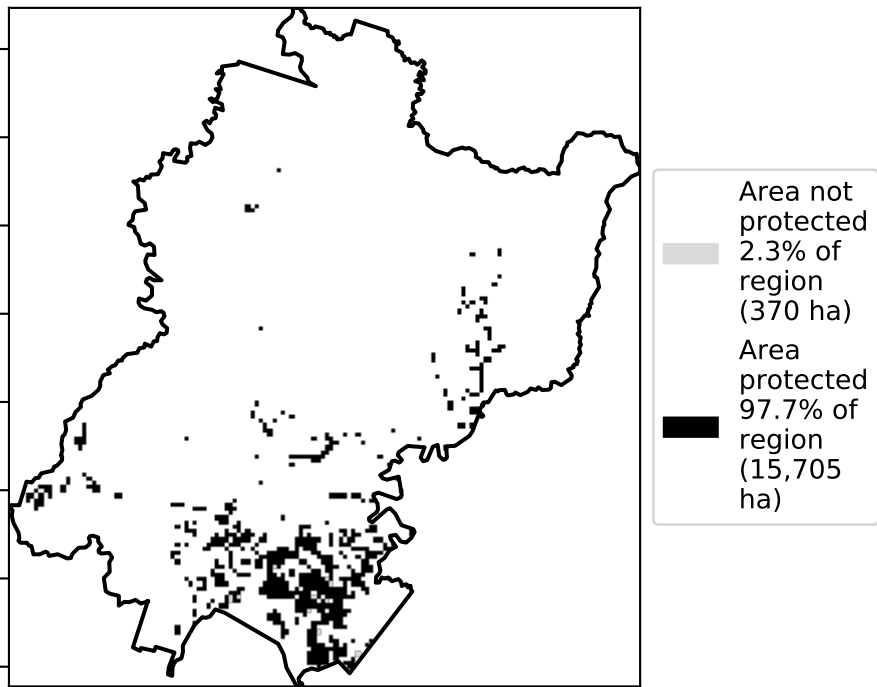 Area not
protected
2.3% of
region
(370 ha)
Area
protected
97.7% of
region
(15,705
ha)